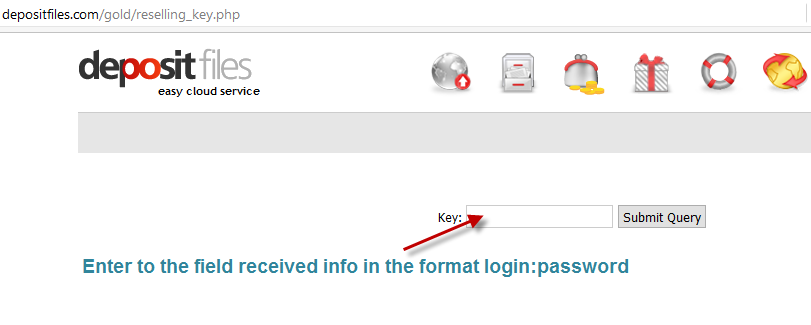 depositfiles.com/gold/reselling_key.php
depositfiles
easy cloud service
Key: Submit Query
Enter to the field received info in the format login:password